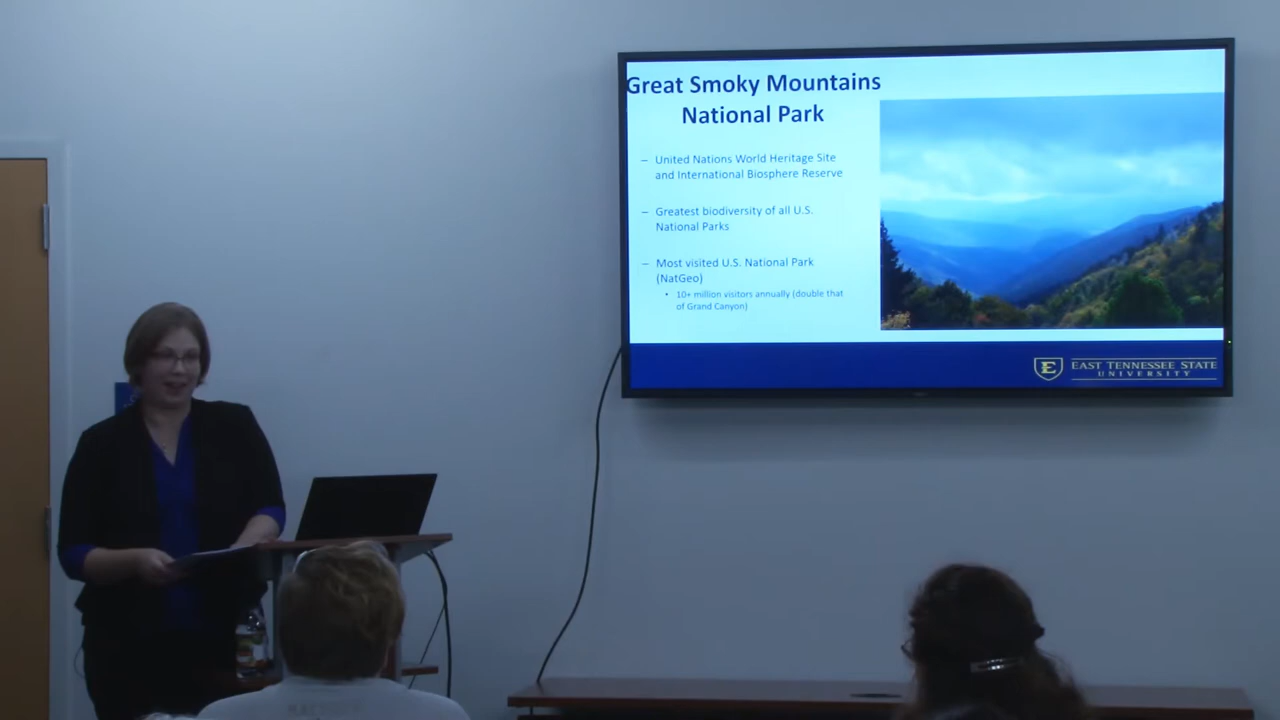 Great Smoky Mountains
National Park
– United Nations World Heritage Site
and International Biosphere Reserve
– Greatest biodiversity of all U.S.
National Parks
– Most visited U.S. National Park
(NatGeo)
• 10+ million visitors annually (double that
of Grand Canyon)
E EAST TENNESSEE STATE
UNIVERSITY